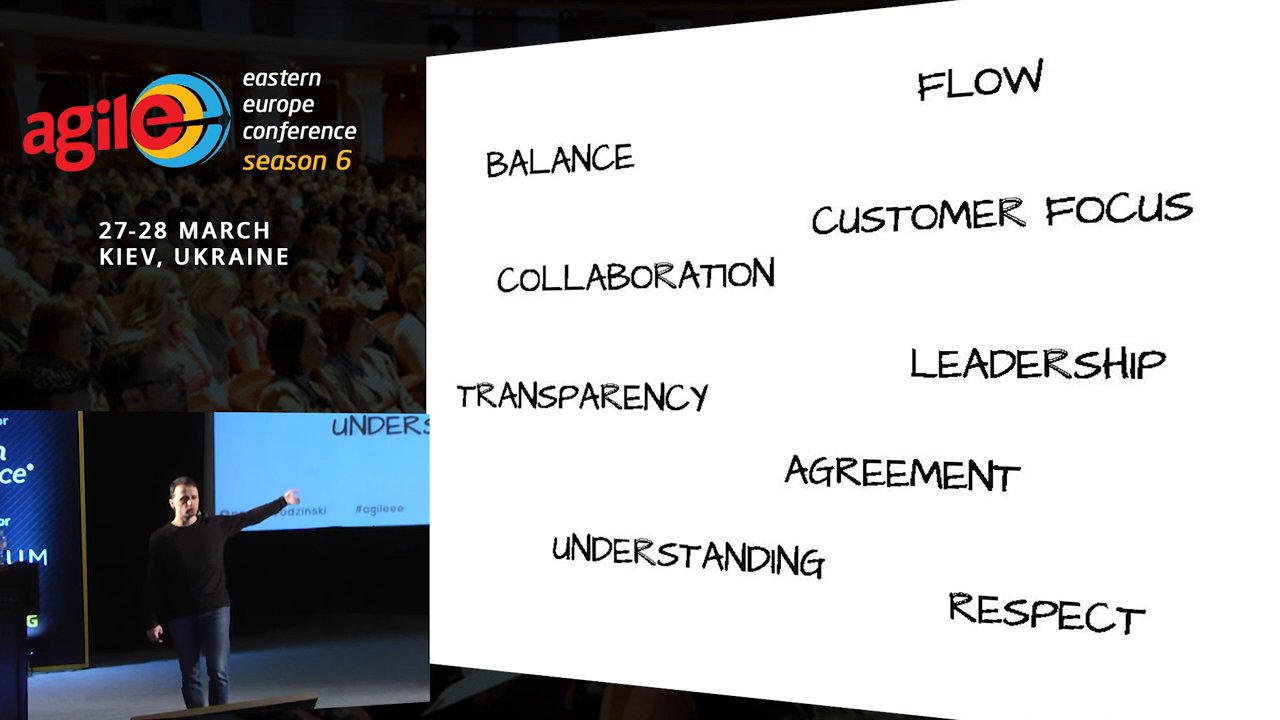 agile
eastern
europe
conference
season 6
27-28 MARCH
KIEV, UKRAINE
FLOW
BALANCE
CUSTOMER FOCUS
COLLABORATION
LEADERSHIP
TRANSPARENCY
AGREEMENT
UNDERSTANDING
RESPECT
UNDERS
#agileee